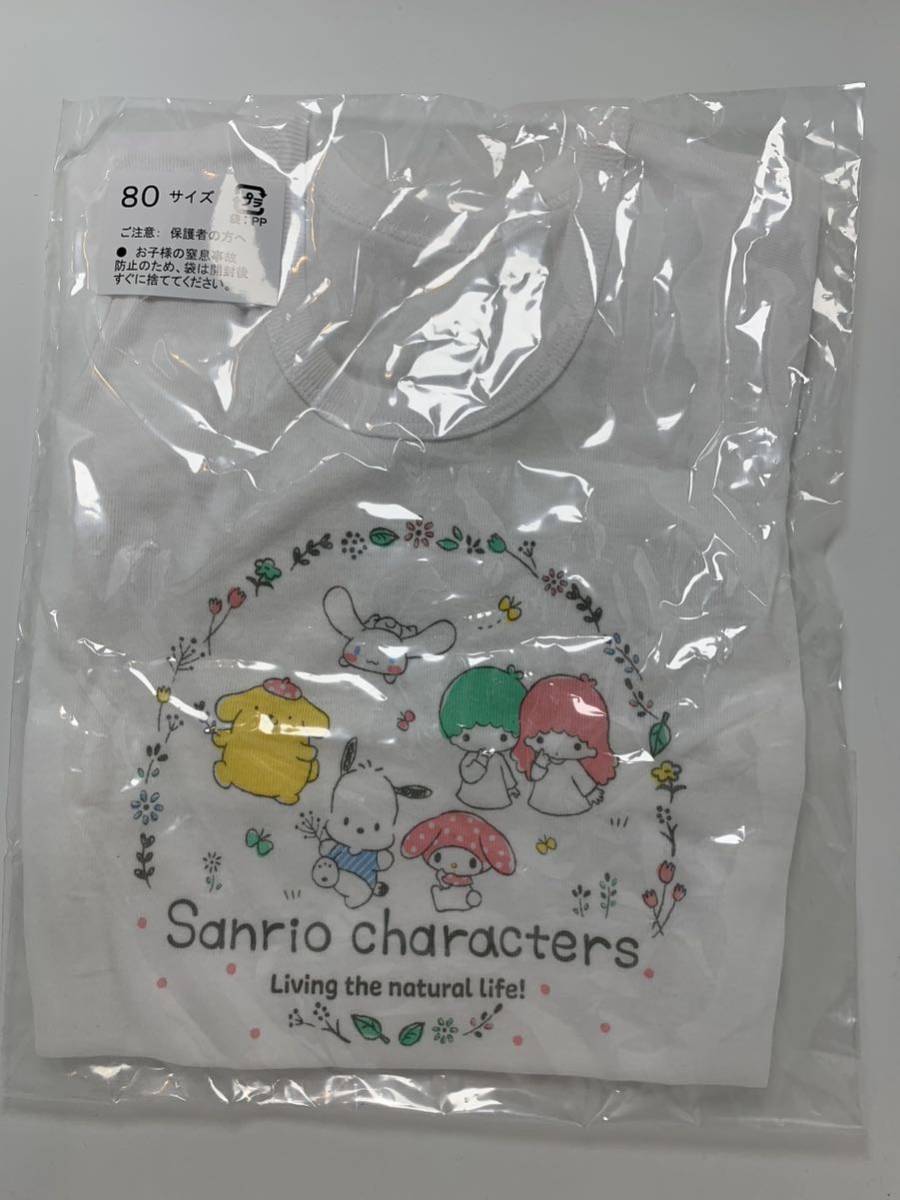 80 サイズ
プラ
袋:PP
ご注意: 保護者の方へ
● お子様の窒息事故
防止のため、袋は開封後
すぐに捨ててください。
Sanrio characters
Living the natural life!